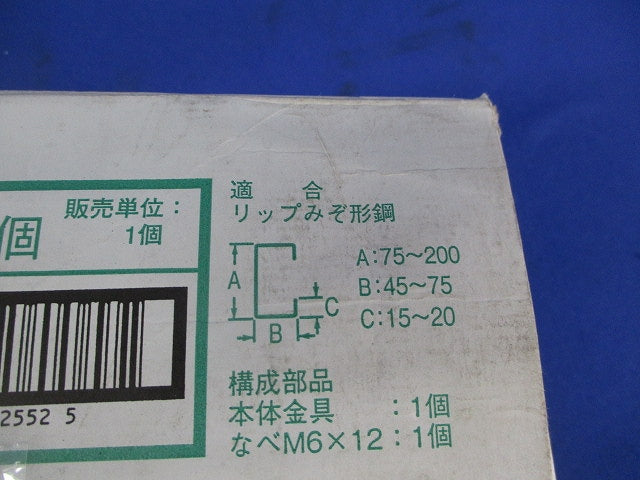 個
販売単位：
1個
2552 5
適　　合
リップみぞ形鋼
A
B
C
A:75～200
B:45～75
C:15～20
構成部品
本体金具　　：1個
なべM6×12：1個